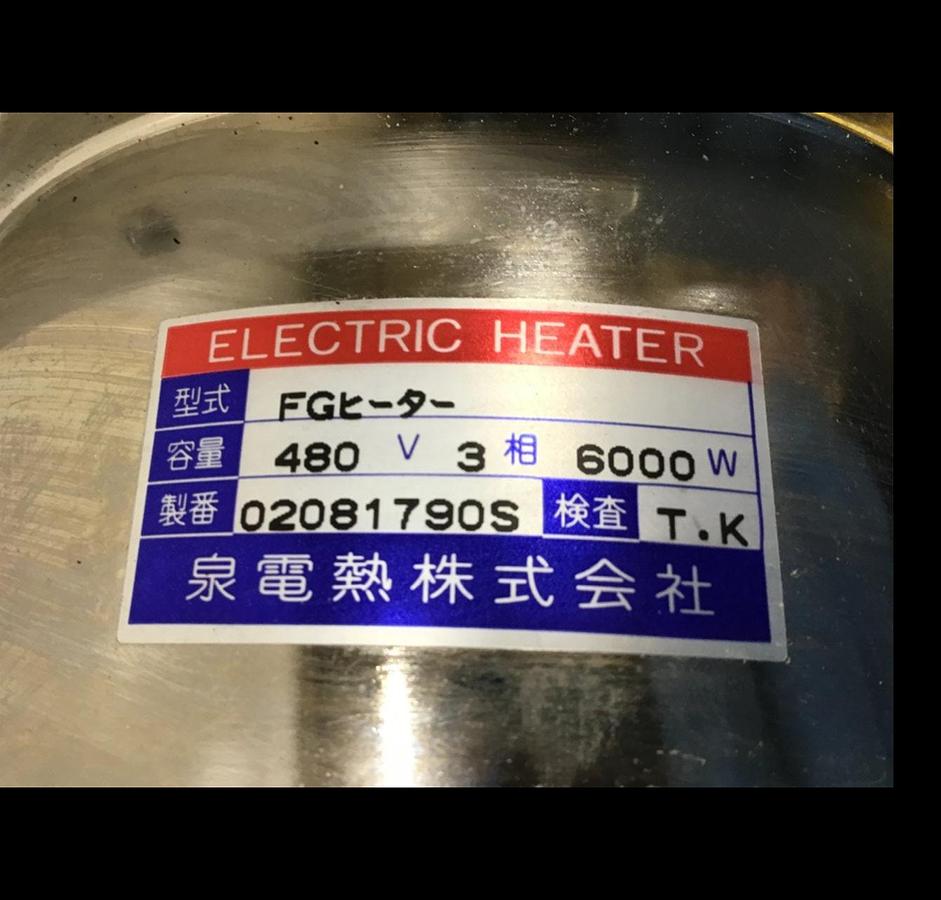 ELECTRIC HEATER
型式 FGヒーター
容量 480 V 3 相 6000 W
製番 02081790S 検査 T.K
泉電熱株式会社